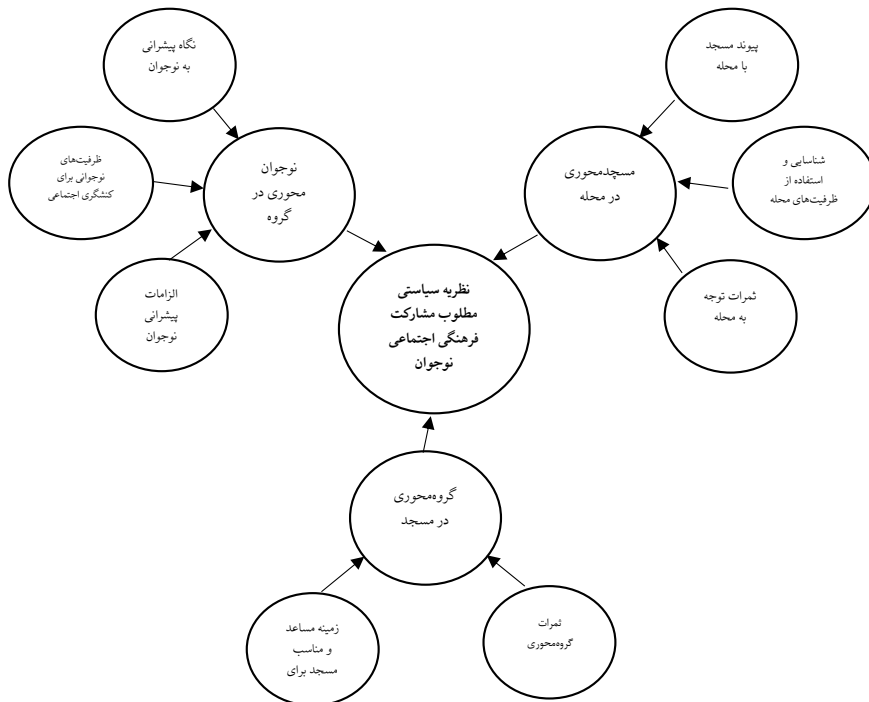 نگاه پیشرانی
به نوجوان
پیوند مسجد
با محله
ظرفیت‌های
نوجوانی برای
کنشگری اجتماعی
نوجوان
محوری در
گروه
مسچدمحوری
در محله
شناسایی و
استفاده از
ظرفیت‌های محله
الزامات
پیشرانی
نوجوان
نظریه سیاستی
مطلوب مشارکت
فرهنگی اجتماعی
نوجوان
ثمرات توجه
به محله
گروه‌محوری
در مسجد
زمینه مساعد
و مناسب
مسجد برای
ثمرات
گروه‌محوری